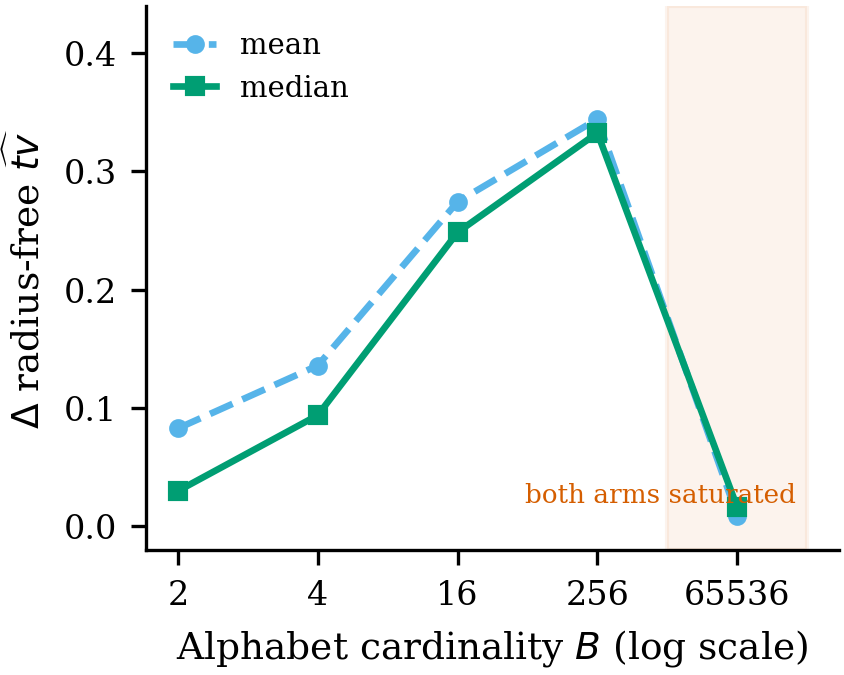 mean
median
0.4
0.3
0.2
0.1
0.0
Δ radius-free t̂v
both arms saturated
2 4 16 256 65536
Alphabet cardinality B (log scale)